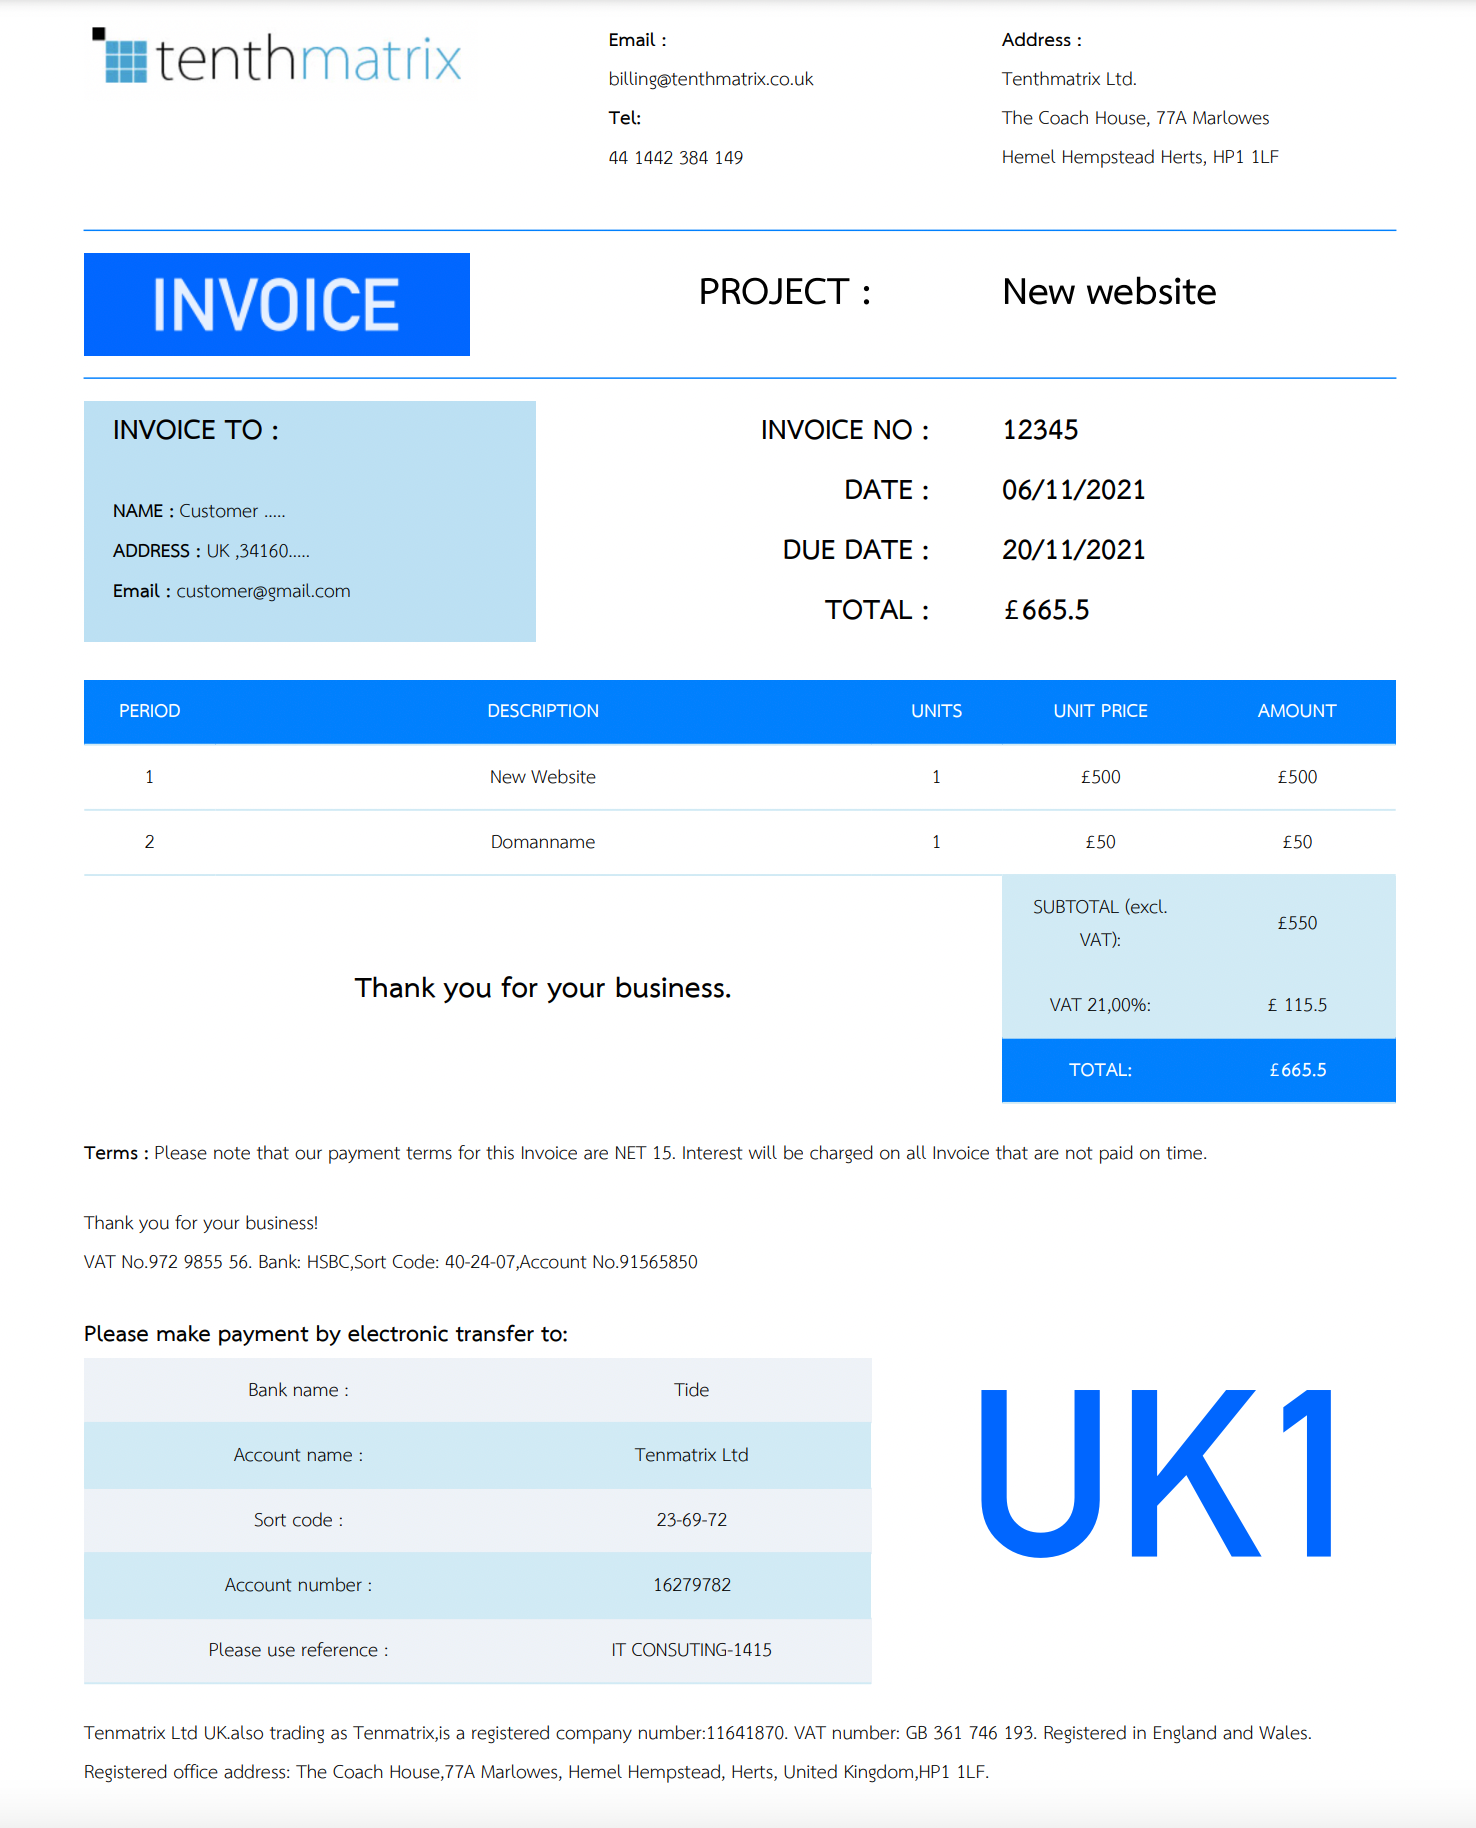 tenthmatrix
Email :
billing@tenthmatrix.co.uk
Tel:
44 1442 384 149
Address :
Tenthmatrix Ltd.
The Coach House, 77A Marlowes
Hemel Hempstead Herts, HP1 1LF
INVOICE
PROJECT : New website
INVOICE TO :
NAME : Customer .....
ADDRESS : UK ,34160.....
Email : customer@gmail.com
INVOICE NO : 12345
DATE : 06/11/2021
DUE DATE : 20/11/2021
TOTAL : £665.5
PERIOD DESCRIPTION UNITS UNIT PRICE AMOUNT
1 New Website 1 £500 £500
2 Domanname 1 £50 £50
Thank you for your business.
SUBTOTAL (excl.
VAT): £550
VAT 21,00%: £ 115.5
TOTAL: £665.5
Terms : Please note that our payment terms for this Invoice are NET 15. Interest will be charged on all Invoice that are not paid on time.
Thank you for your business!
VAT No.972 9855 56. Bank: HSBC,Sort Code: 40-24-07,Account No.91565850
Please make payment by electronic transfer to:
Bank name : Tide
Account name : Tenmatrix Ltd
Sort code : 23-69-72
Account number : 16279782
Please use reference : IT CONSUTING-1415
UK1
Tenmatrix Ltd UK.also trading as Tenmatrix,is a registered company number:11641870. VAT number: GB 361 746 193. Registered in England and Wales.
Registered office address: The Coach House,77A Marlowes, Hemel Hempstead, Herts, United Kingdom,HP1 1LF.